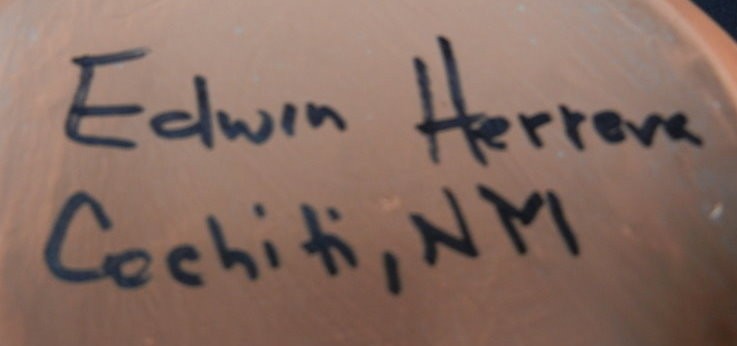 Edwin Herrera
Cochiti, NM